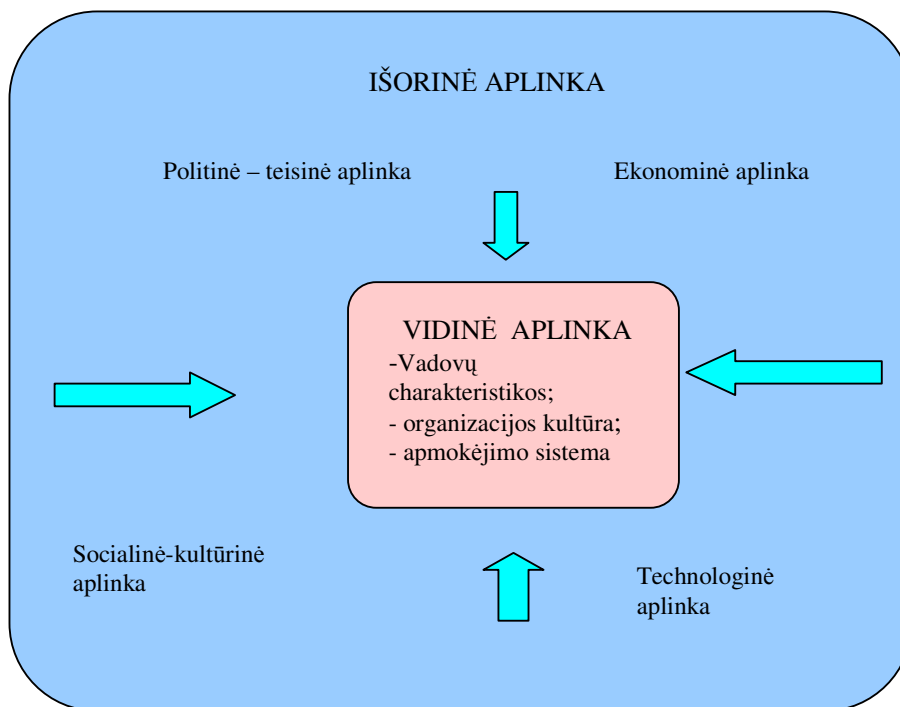 IŠORINĖ APLINKA
Politinė – teisinė aplinka
Ekonominė aplinka
VIDINĖ APLINKA
-Vadovų
charakteristikos;
- organizacijos kultūra;
- apmokėjimo sistema
Socialinė-kultūrinė
aplinka
Technologinė
aplinka